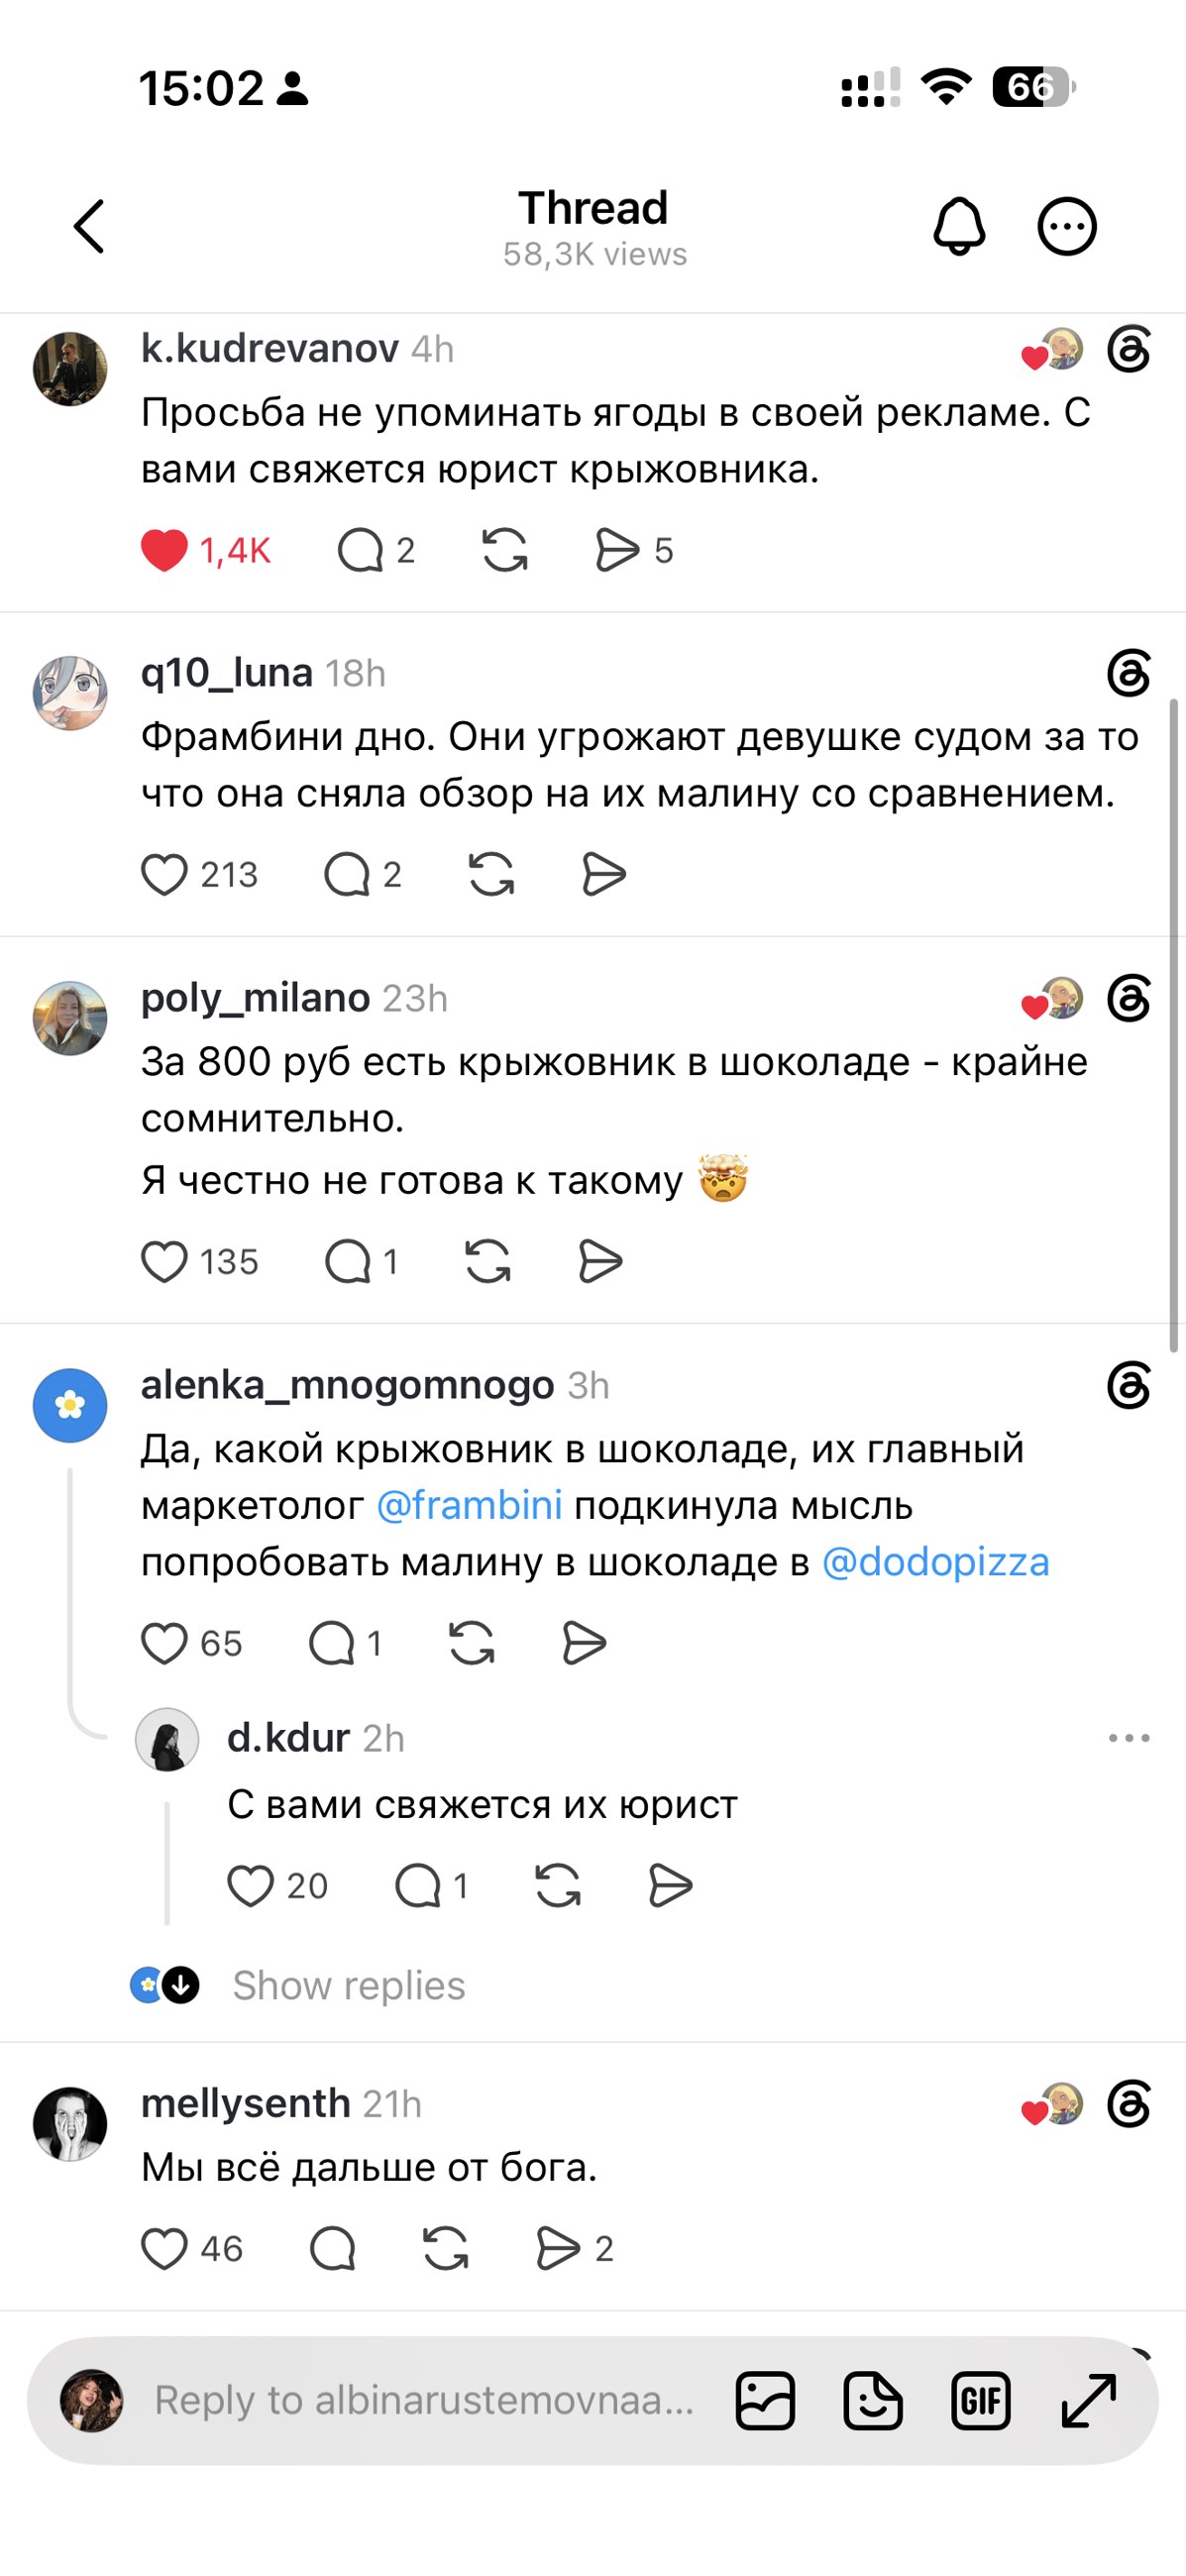 15:02
66
Thread
58,3K views
k.kudrevanov 4h
Просьба не упоминать ягоды в своей рекламе. С
вами свяжется юрист крыжовника.
1,4K 2 5
q10_luna 18h
Фрамбини дно. Они угрожают девушке судом за то
что она сняла обзор на их малину со сравнением.
213 2
poly_milano 23h
За 800 руб есть крыжовник в шоколаде - крайне
сомнительно.
Я честно не готова к такому 🤯
135 1
alenka_mnogomnogo 3h
Да, какой крыжовник в шоколаде, их главный
маркетолог @frambini подкинула мысль
попробовать малину в шоколаде в @dodopizza
65 1
d.kdur 2h
С вами свяжется их юрист
20 1
Show replies
mellysenth 21h
Мы всё дальше от бога.
46 2
Reply to albinarustemovnaa...
GIF